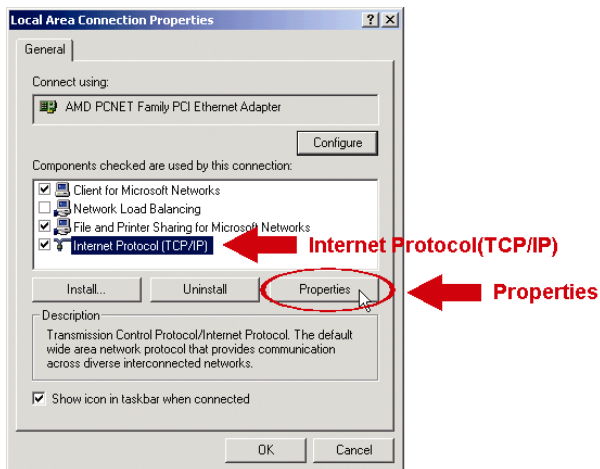 Local Area Connection Properties
General
Connect using:
AMD PCNET Family PCI Ethernet Adapter
Configure
Components checked are used by this connection:
Client for Microsoft Networks
Network Load Balancing
File and Printer Sharing for Microsoft Networks
Internet Protocol (TCP/IP)
Internet Protocol(TCP/IP)
Install...
Uninstall
Properties
Properties
Description
Transmission Control Protocol/Internet Protocol. The default
wide area network protocol that provides communication
across diverse interconnected networks.
Show icon in taskbar when connected
OK
Cancel